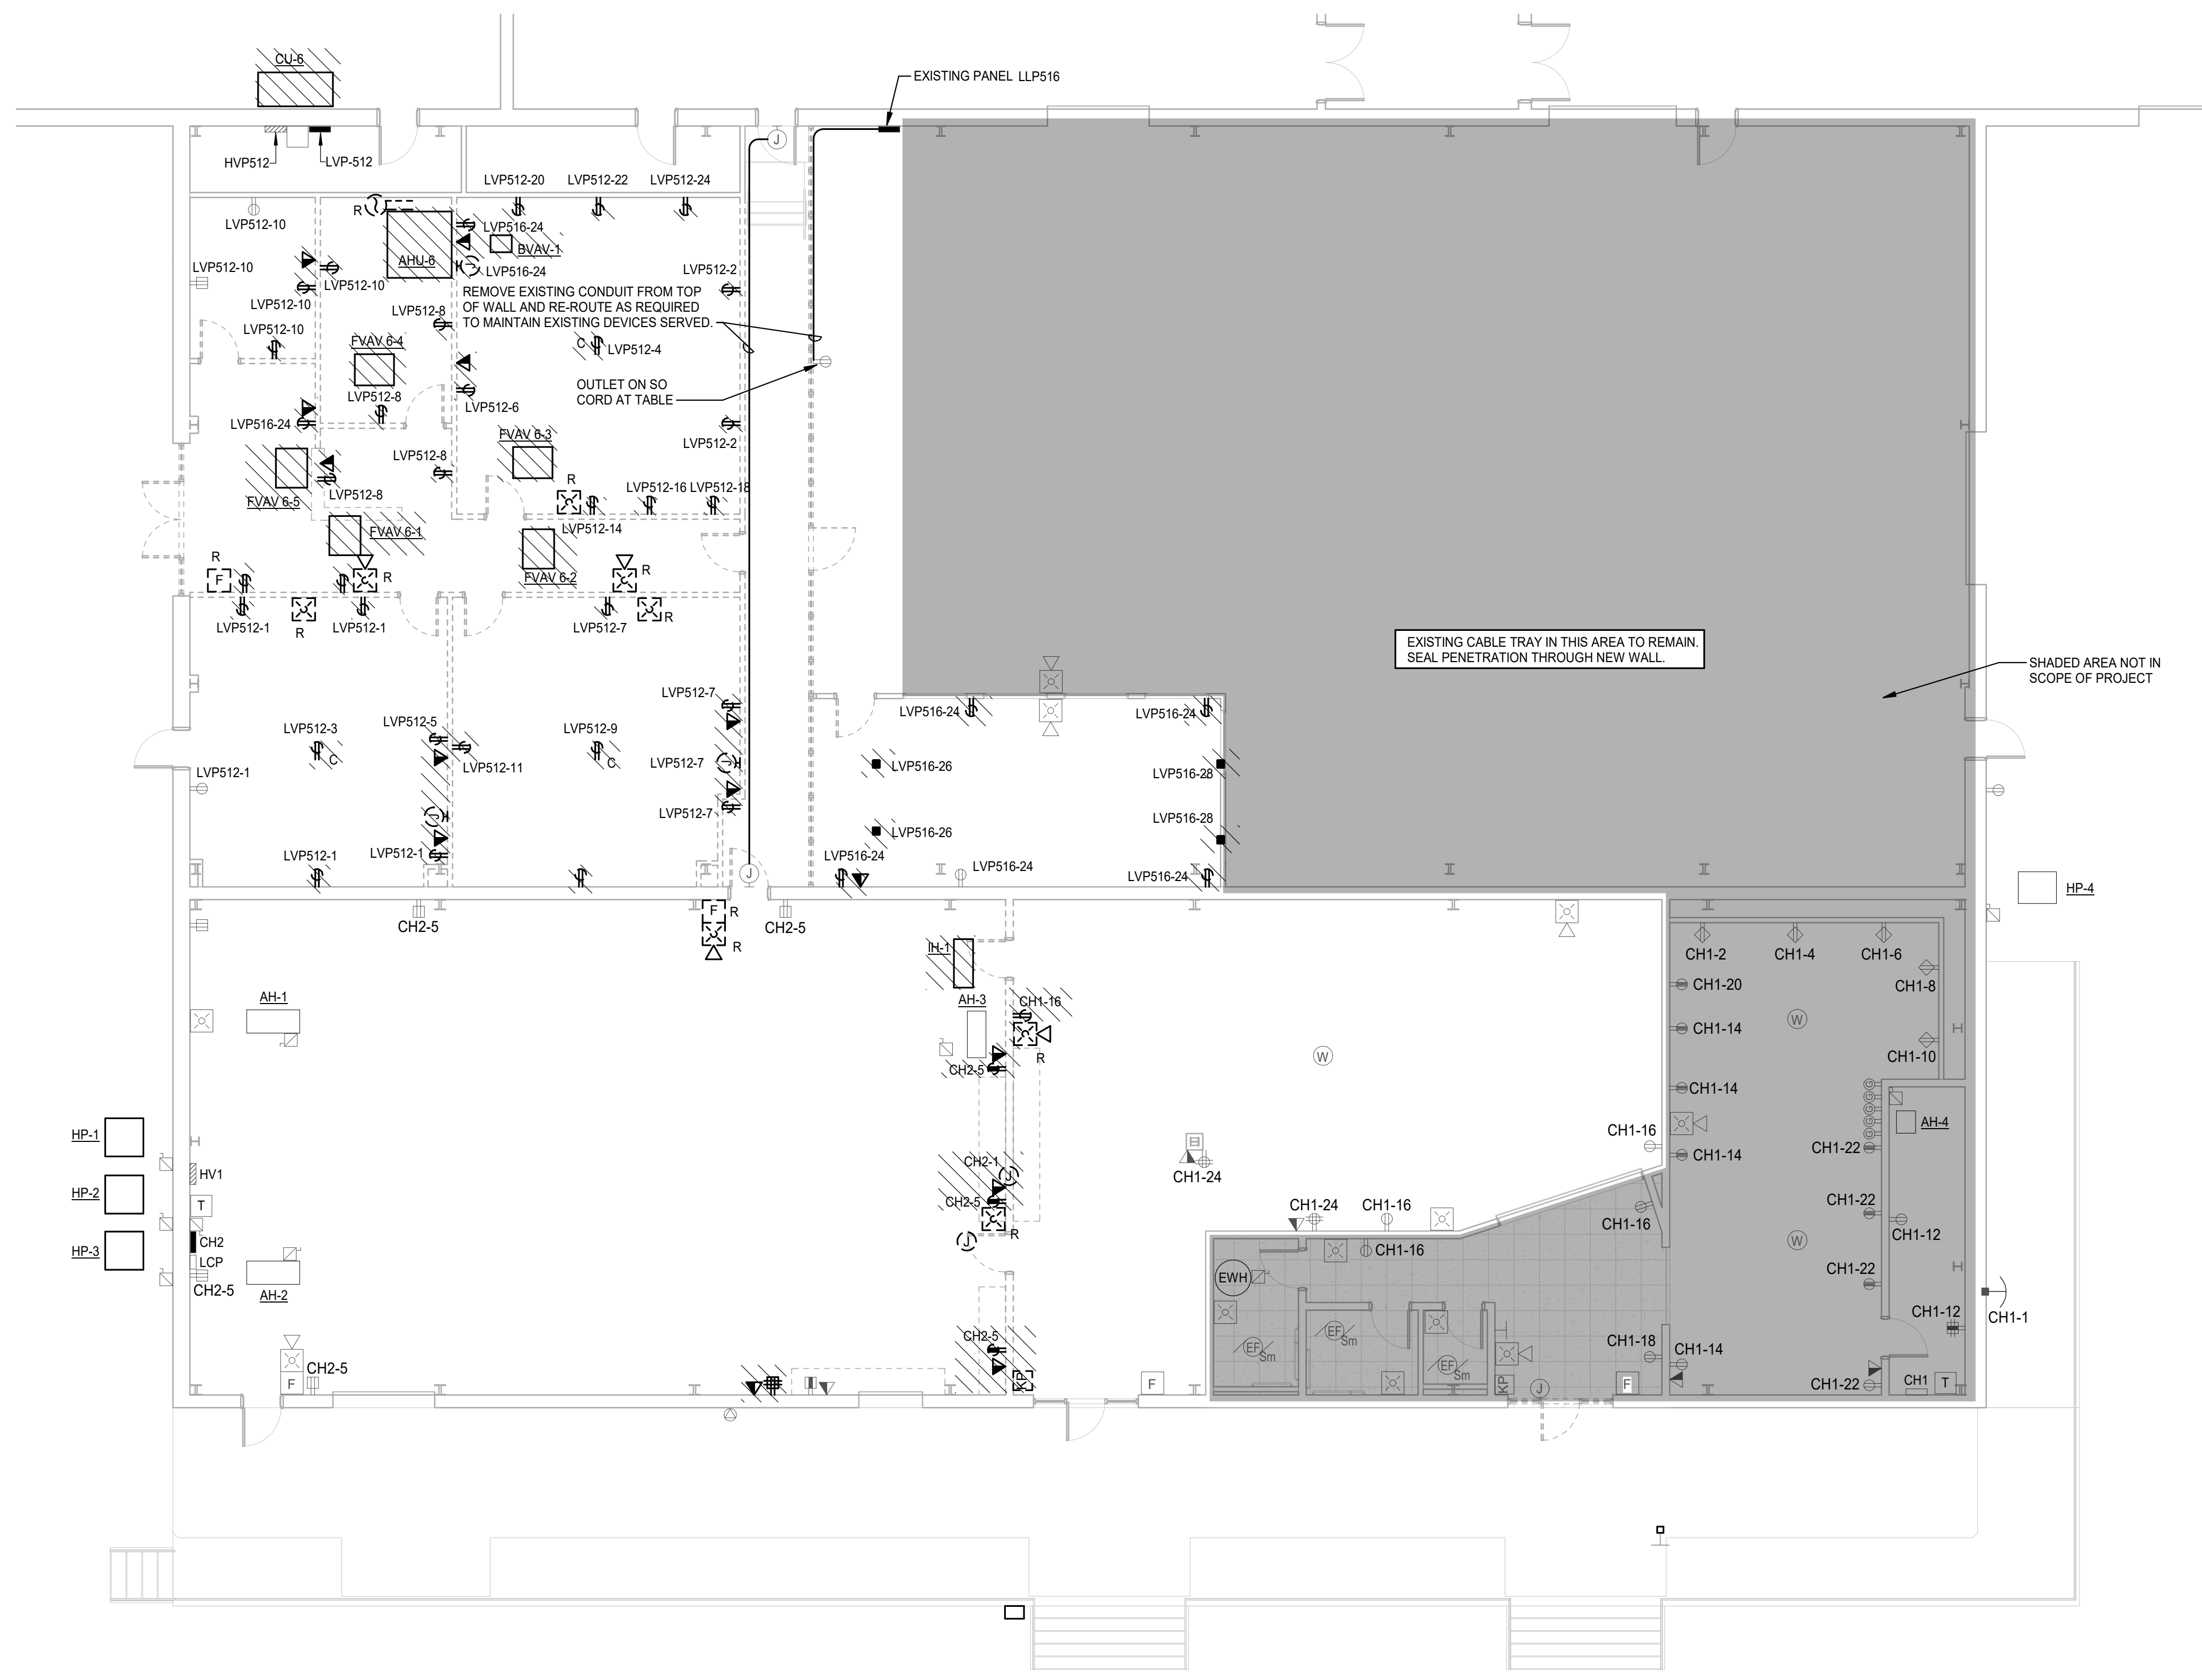 CU-6
EXISTING PANEL LLP516
HVP512
LVP-512
J
LVP512-20
LVP512-22
LVP512-24
R
LVP512-10
LVP516-24
BVAV-1
AHU-6
LVP512-10
LVP516-24
LVP512-2
LVP512-10
LVP512-10
REMOVE EXISTING CONDUIT FROM TOP
OF WALL AND RE-ROUTE AS REQUIRED
TO MAINTAIN EXISTING DEVICES SERVED.
LVP512-8
LVP512-10
FVAV 6-4
C
LVP512-4
OUTLET ON SO
CORD AT TABLE
LVP512-8
LVP512-6
LVP516-24
FVAV 6-3
LVP512-2
LVP512-8
R
LVP512-16
LVP512-18
LVP512-8
FVAV 6-5
LVP512-14
FVAV 6-1
R
F
R
FVAV 6-2
R
R
LVP512-1
R
LVP512-1
LVP512-7
EXISTING CABLE TRAY IN THIS AREA TO REMAIN.
SEAL PENETRATION THROUGH NEW WALL.
SHADED AREA NOT IN
SCOPE OF PROJECT
LVP512-7
LVP516-24
LVP516-24
LVP512-3
C
LVP512-5
LVP512-9
C
LVP512-11
LVP512-7
J
LVP516-26
LVP516-28
LVP512-1
J
LVP512-7
LVP516-28
LVP516-26
LVP512-1
LVP512-1
LVP516-24
LVP516-24
LVP516-24
J
HP-4
F
R
CH2-5
CH2-5
R
IH-1
CH1-2
CH1-4
CH1-6
CH1-20
CH1-8
AH-1
AH-3
CH1-16
CH1-14
W
R
W
CH1-10
CH2-5
CH1-14
HP-1
CH1-16
AH-4
CH1-14
CH1-22
CH2-1
J
HV1
CH1-24
HP-2
T
CH2-5
CH1-24
CH1-16
CH1-22
CH1-16
CH1-12
HP-3
CH2
LCP
J
R
CH1-16
W
CH1-22
EWH
CH2-5
AH-2
CH1-12
CH1-1
CH2-5
EF
Sm
EF
Sm
EF
Sm
CH1-18
CH1-14
CH2-5
F
KP
F
KP
J
F
CH1-22
CH1
T
G
G
G
G
G